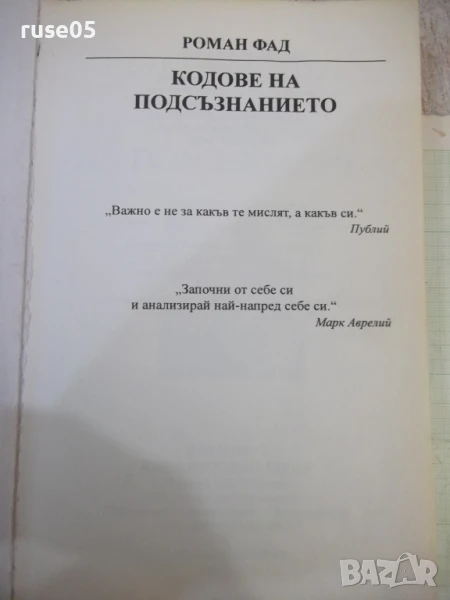 ruse05
РОМАН ФАД
КОДОВЕ НА
ПОДСЪЗНАНИЕТО
„Важно е не за какъв те мислят, а какъв си.“
Публий
„Започни от себе си
и анализирай най-напред себе си.“
Марк Аврелий
BAZAR